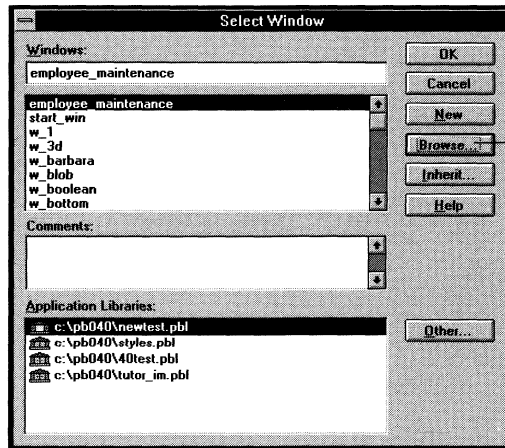 Select Window
Windows:
employee_maintenance
employee_maintenance
start_win
w_1
w_3d
w_barbara
w_blob
w_boolean
w_bottom
Comments:
Application Libraries:
c:\pb040\newtest.pbl
c:\pb040\styles.pbl
c:\pb040\40test.pbl
c:\pb040\tutor_im.pbl
OK
Cancel
New
Browse...
Inherit...
Help
Other...